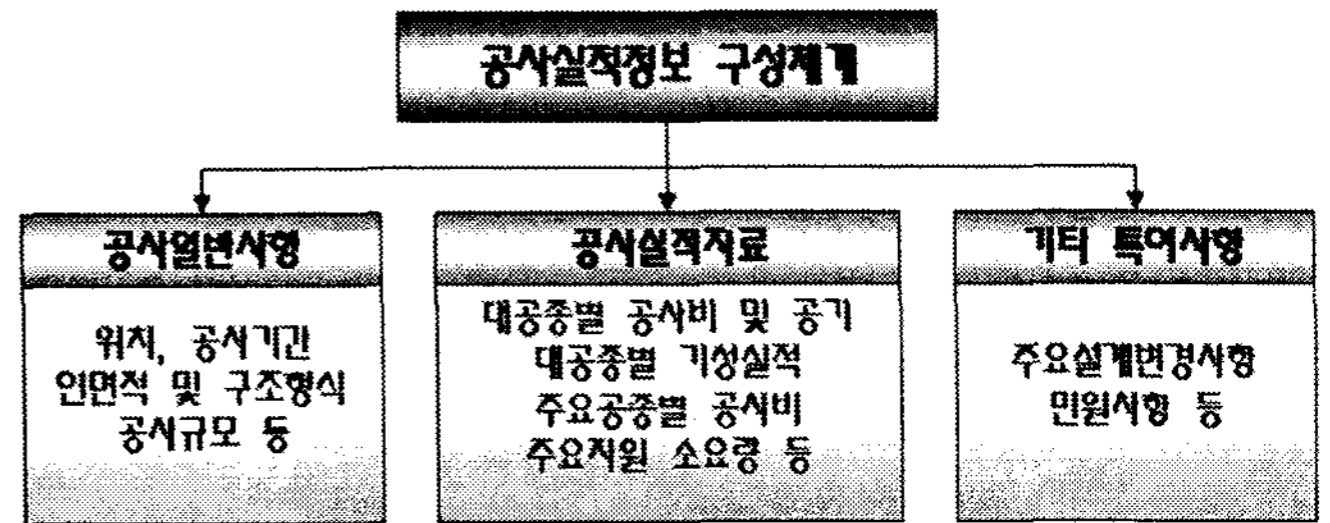 공사실적정보 구성체계
공사일반사항
위치, 공사기간
연면적 및 구조형식
공사규모 등
공사실적자료
대공종별 공사비 및 공기
대공종별 기성실적
주요공종별 공사비
주요자원 소요량 등
기타 특이사항
주요설계변경사항
민원사항 등